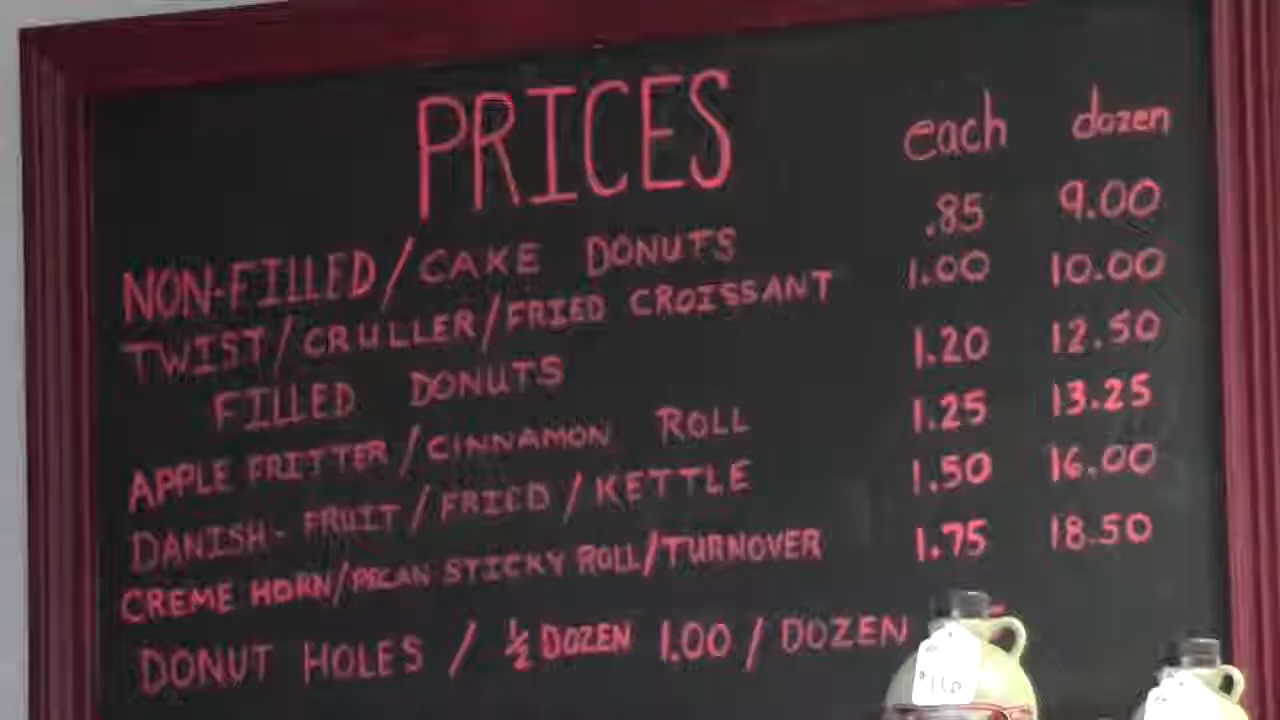 PRICES each dozen
NON-FILLED/CAKE DONUTS .85 9.00
TWIST/CRULLER/FRIED CROISSANT 1.00 10.00
FILLED DONUTS 1.20 12.50
APPLE FRITTER/CINNAMON ROLL 1.25 13.25
DANISH- FRUIT/FRIED/KETTLE 1.50 16.00
CREME HORN/PECAN STICKY ROLL/TURNOVER 1.75 18.50
DONUT HOLES / ½ DOZEN 1.00 / DOZEN